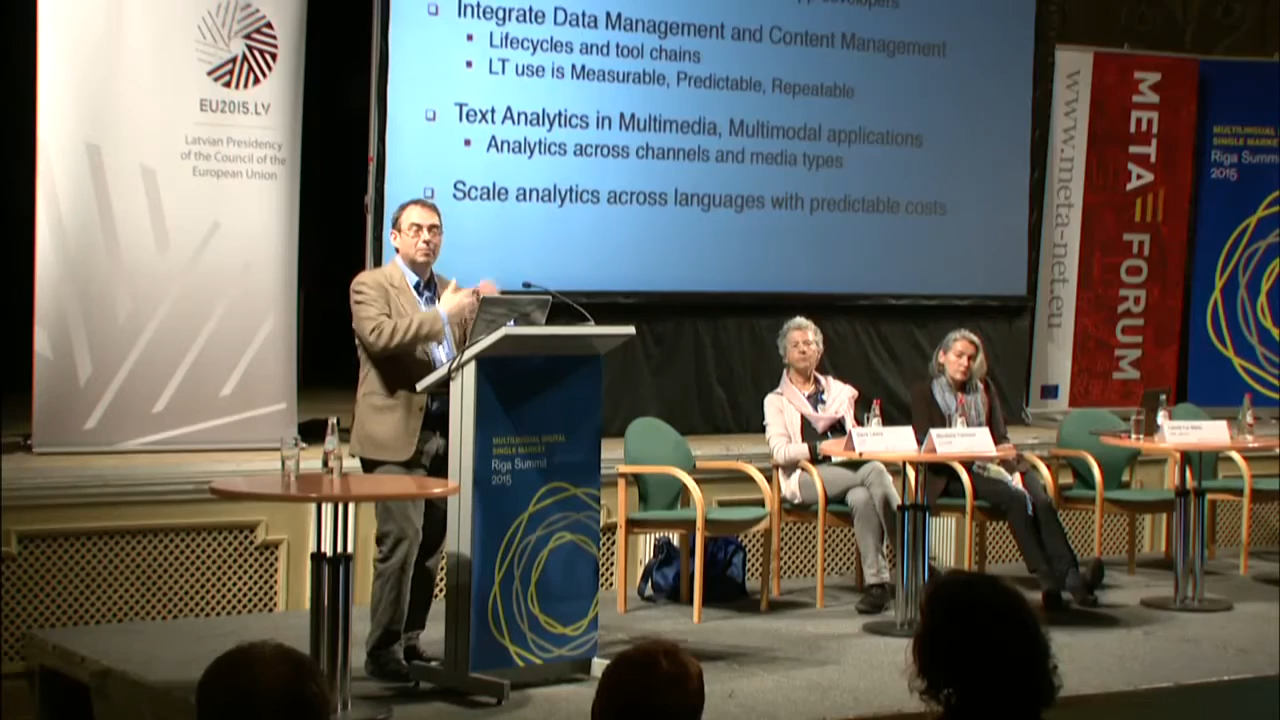 EU2015.LV
Latvian Presidency
of the Council of the
European Union
developers
Integrate Data Management and Content Management
Lifecycles and tool chains
LT use is Measurable, Predictable, Repeatable
Text Analytics in Multimedia, Multimodal applications
Analytics across channels and media types
Scale analytics across languages with predictable costs
www.meta-net.eu
META FORUM
MULTILINGUAL
SINGLE MARKET
Riga Summit
2015
MULTILINGUAL DIGITAL
SINGLE MARKET
Riga Summit
2015
Dave Lewis